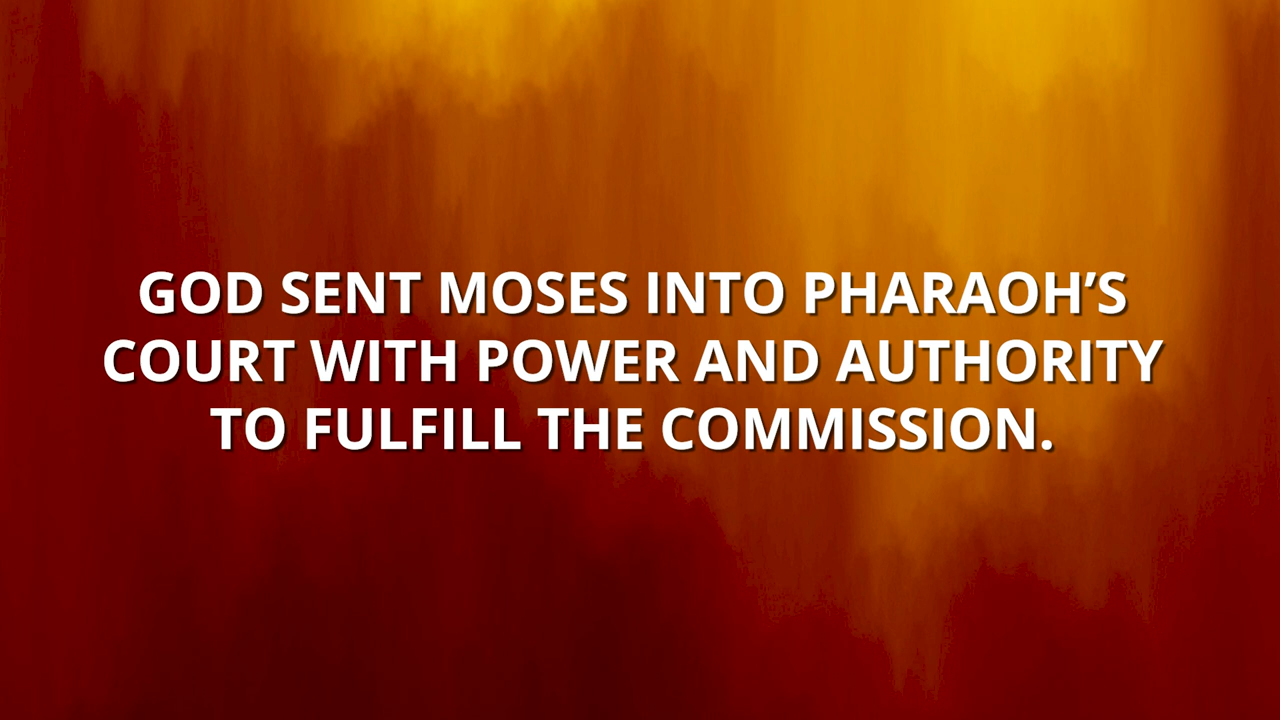 GOD SENT MOSES INTO PHARAOH’S
COURT WITH POWER AND AUTHORITY
TO FULFILL THE COMMISSION.